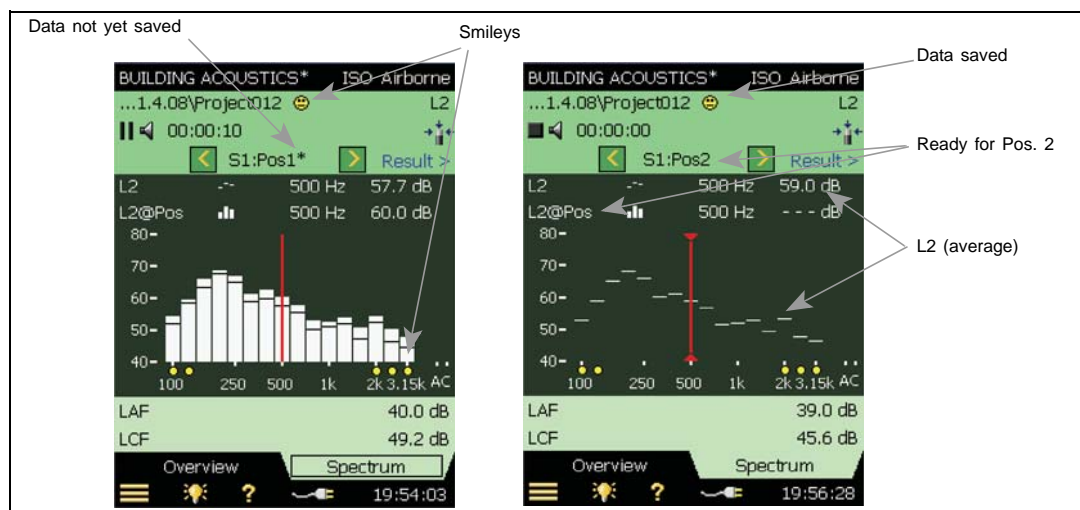 Data not yet saved
Smileys
BUILDING ACOUSTICS* ISO Airborne
...1.4.08\Project012 L2
00:00:10
S1:Pos1* Result >
L2 500 Hz 57.7 dB
L2@Pos 500 Hz 60.0 dB
80
70
60
50
40
100 250 500 1k 2k 3.15k AC
LAF 40.0 dB
LCF 49.2 dB
Overview Spectrum
? 19:54:03
BUILDING ACOUSTICS* ISO Airborne
...1.4.08\Project012 L2
00:00:00
S1:Pos2 Result >
L2 500 Hz 59.0 dB
L2@Pos 500 Hz - - - dB
80
70
60
50
40
100 250 500 1k 2k 3.15k AC
LAF 39.0 dB
LCF 45.6 dB
Overview Spectrum
? 19:56:28
Data saved
Ready for Pos. 2
L2 (average)